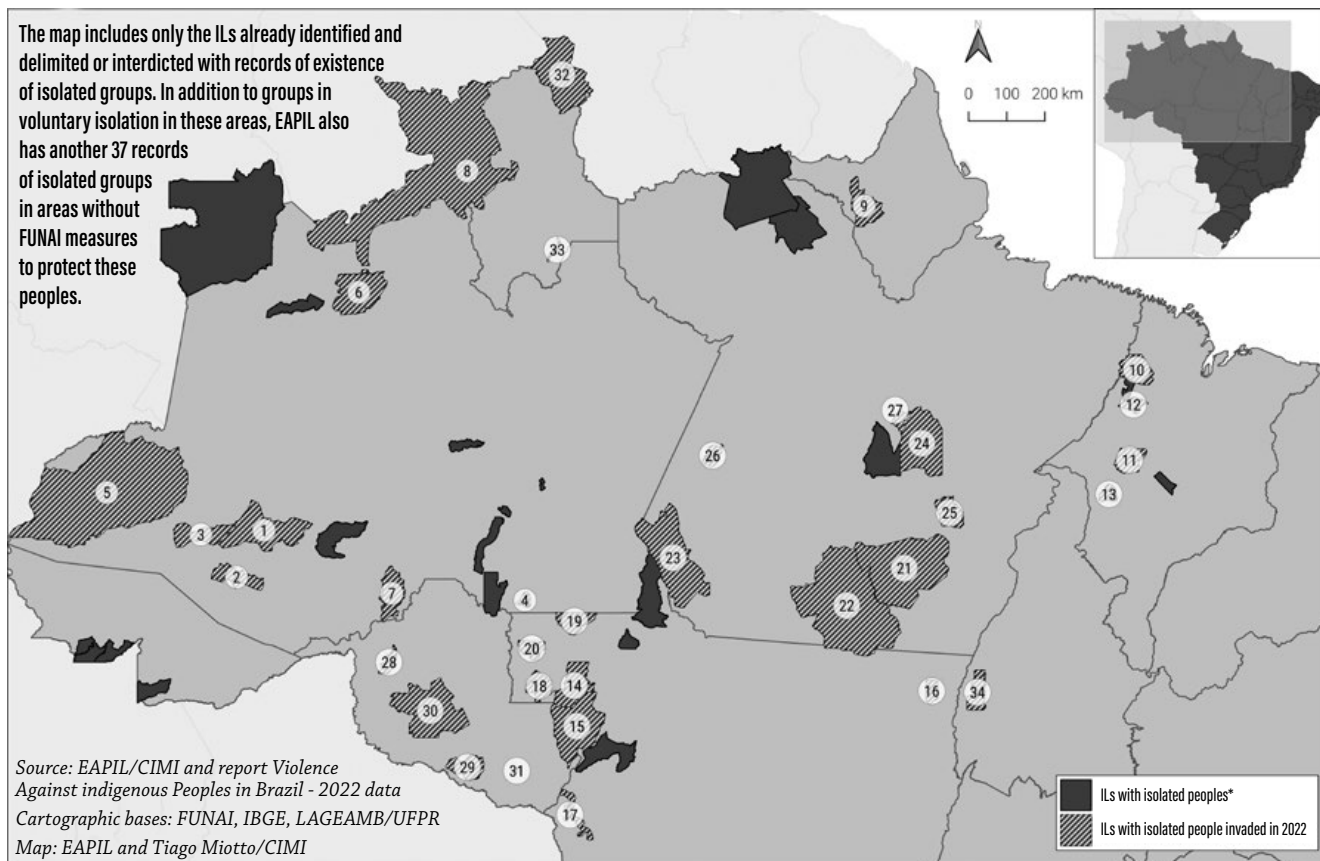 The map includes only the ILs already identified and
delimited or interdicted with records of existence
of isolated groups. In addition to groups in
voluntary isolation in these areas, EAPIL also
has another 37 records
of isolated groups
in areas without
FUNAI measures
to protect these
peoples.
N
0 100 200 km
32
8
9
33
6
10
12
27
24
11
26
13
5
25
3
1
23
21
2
7
4
22
19
20
28
18
14
16
34
30
15
29
31
17
Source: EAPIL/CIMI and report Violence
Against indigenous Peoples in Brazil - 2022 data
Cartographic bases: FUNAI, IBGE, LAGEAMB/UFPR
Map: EAPIL and Tiago Miotto/CIMI
ILs with isolated peoples*
ILs with isolated people invaded in 2022